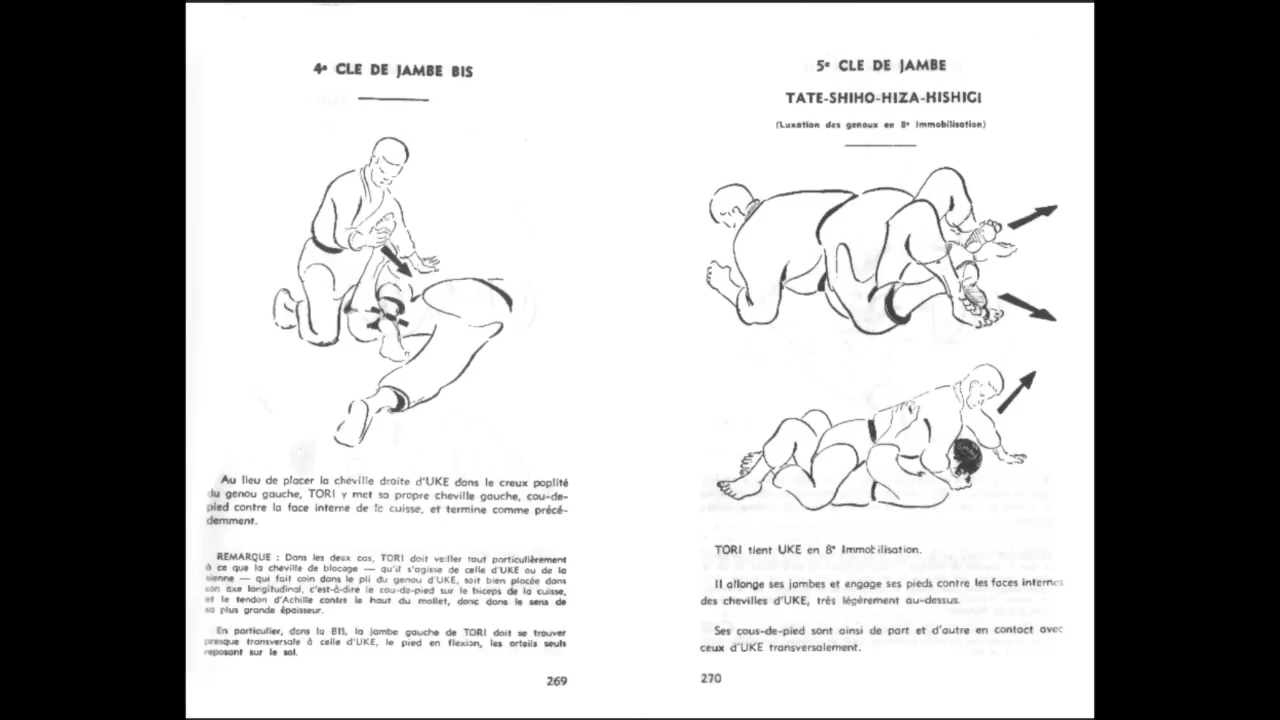 4e CLE DE JAMBE BIS
Au lieu de placer la cheville droite d'UKE dans le creux poplité
du genou gauche, TORI y met sa propre cheville gauche, cou-de-
pied contre la face interne de la cuisse, et termine comme précé-
demment.
REMARQUE : Dans les deux cas, TORI doit veiller tout particulièrement
à ce que la cheville de blocage — qu'il s'agisse de celle d'UKE ou de la
sienne — qui fait coin dans le pli du genou d'UKE, soit bien placée dans
son axe longitudinal, c'est-à-dire le cou-de-pied sur le biceps de la cuisse,
et le tendon d'Achille contre le haut du mollet, donc dans le sens de
sa plus grande épaisseur.
En particulier, dans la BIS, la jambe gauche de TORI doit se trouver
presque transversale à celle d'UKE, le pied en flexion, les orteils seuls
reposant sur le sol.
269
5e CLE DE JAMBE
TATE-SHIHO-HIZA-HISHIGI
(Luxation des genoux en 8e Immobilisation)
TORI tient UKE en 8e Immobilisation.
Il allonge ses jambes et engage ses pieds contre les faces internes
des chevilles d'UKE, très légèrement au-dessus.
Ses cous-de-pied sont ainsi de part et d'autre en contact avec
ceux d'UKE transversalement.
270